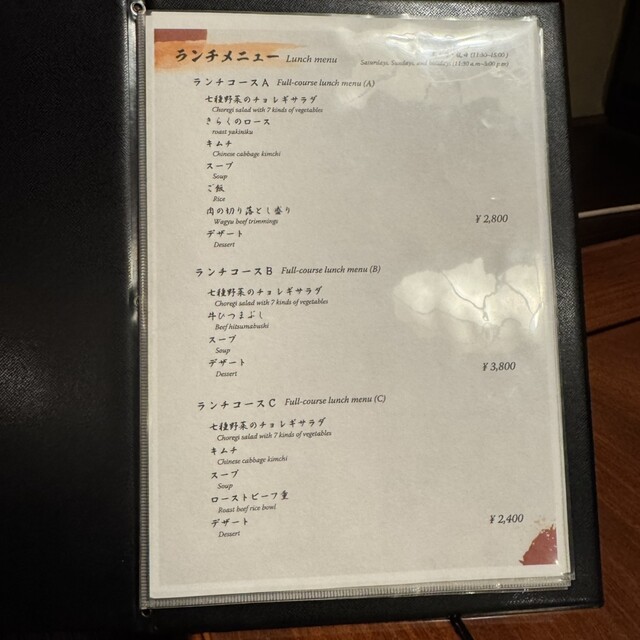 ランチメニュー Lunch menu
(11:30~15:00)
Saturdays, Sundays, and holidays (11:30 a.m-3:00 p.m)
ランチコースA Full-course lunch menu (A)
七種野菜のチョレギサラダ
Choregi salad with 7 kinds of vegetables
きらくのロース
roast yakiniku
キムチ
Chinese cabbage kimchi
スープ
Soup
ご飯
Rice
肉の切り落とし盛り
Wagyu beef trimmings
¥2,800
デザート
Dessert
ランチコースB Full-course lunch menu (B)
七種野菜のチョレギサラダ
Choregi salad with 7 kinds of vegetables
牛ひつまぶし
Beef hitsumabushi
スープ
Soup
デザート
Dessert
¥3,800
ランチコースC Full-course lunch menu (C)
七種野菜のチョレギサラダ
Choregi salad with 7 kinds of vegetables
キムチ
Chinese cabbage kimchi
スープ
Soup
ローストビーフ重
Roast beef rice bowl
デザート
Dessert
¥2,400